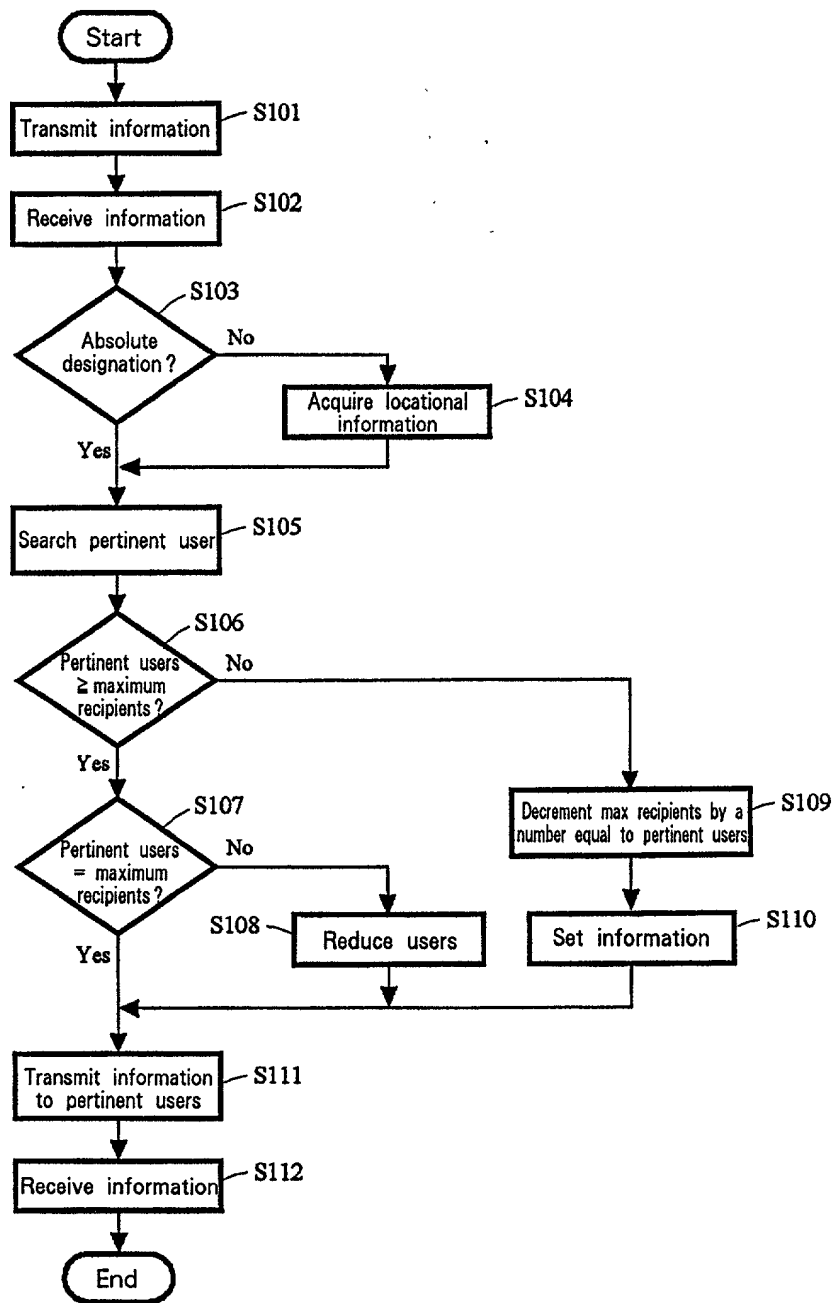 Start
Transmit information
S101
Receive information
S102
S103
Absolute
designation?
No
Acquire locational
information
S104
Yes
Search pertinent user
S105
S106
Pertinent users
≧ maximum
recipients?
No
Yes
S107
Pertinent users
= maximum
recipients?
No
Decrement max recipients by a
number equal to pertinent users
S109
S108
Reduce users
Set information
S110
Yes
Transmit information
to pertinent users
S111
Receive information
S112
End